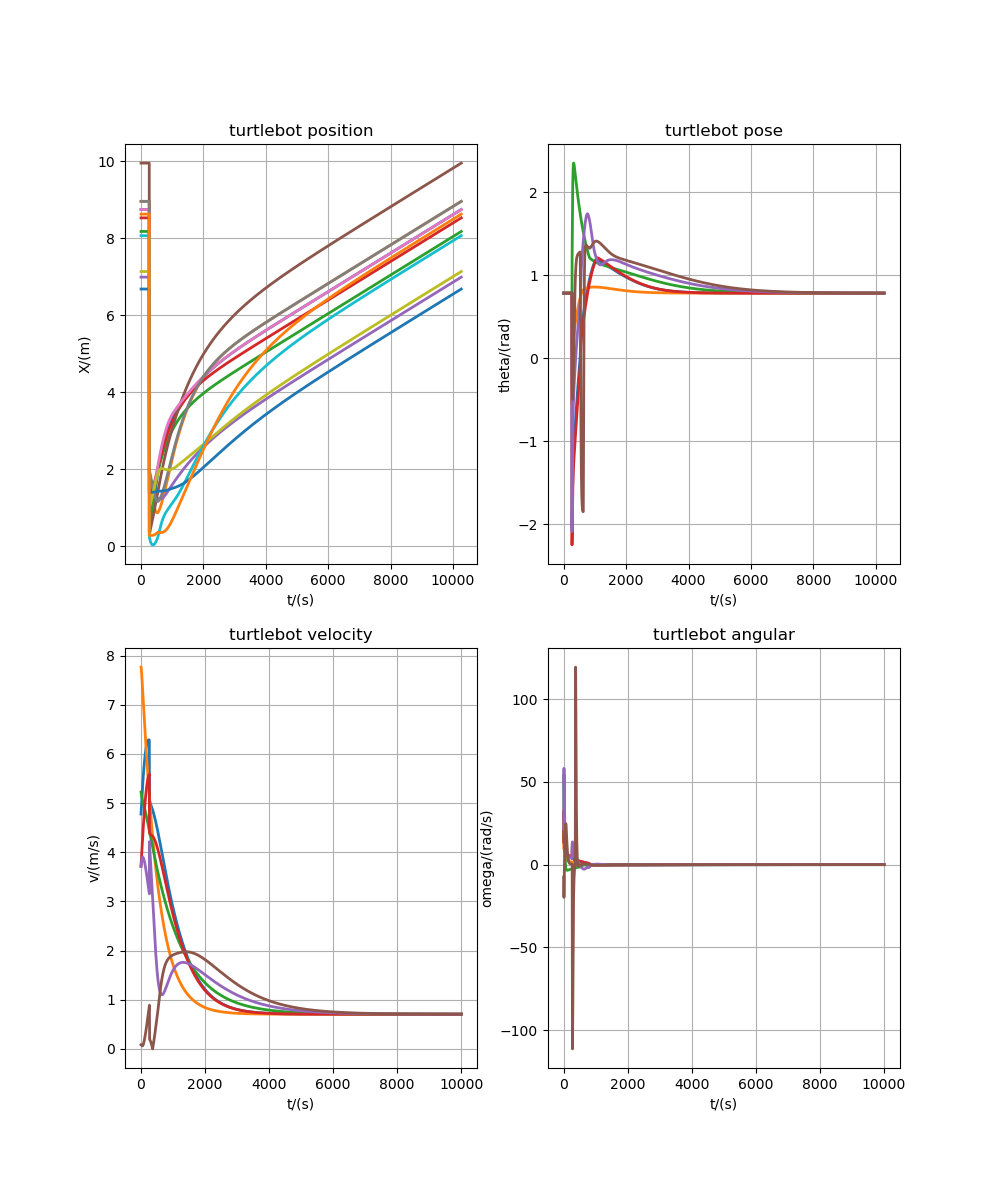 turtlebot position
X/(m)
10
8
6
4
2
0
0 2000 4000 6000 8000 10000
t/(s)
turtlebot pose
theta/(rad)
2
1
0
−1
−2
0 2000 4000 6000 8000 10000
t/(s)
turtlebot velocity
v/(m/s)
8
7
6
5
4
3
2
1
0
0 2000 4000 6000 8000 10000
t/(s)
turtlebot angular
omega/(rad/s)
100
50
0
−50
−100
0 2000 4000 6000 8000 10000
t/(s)